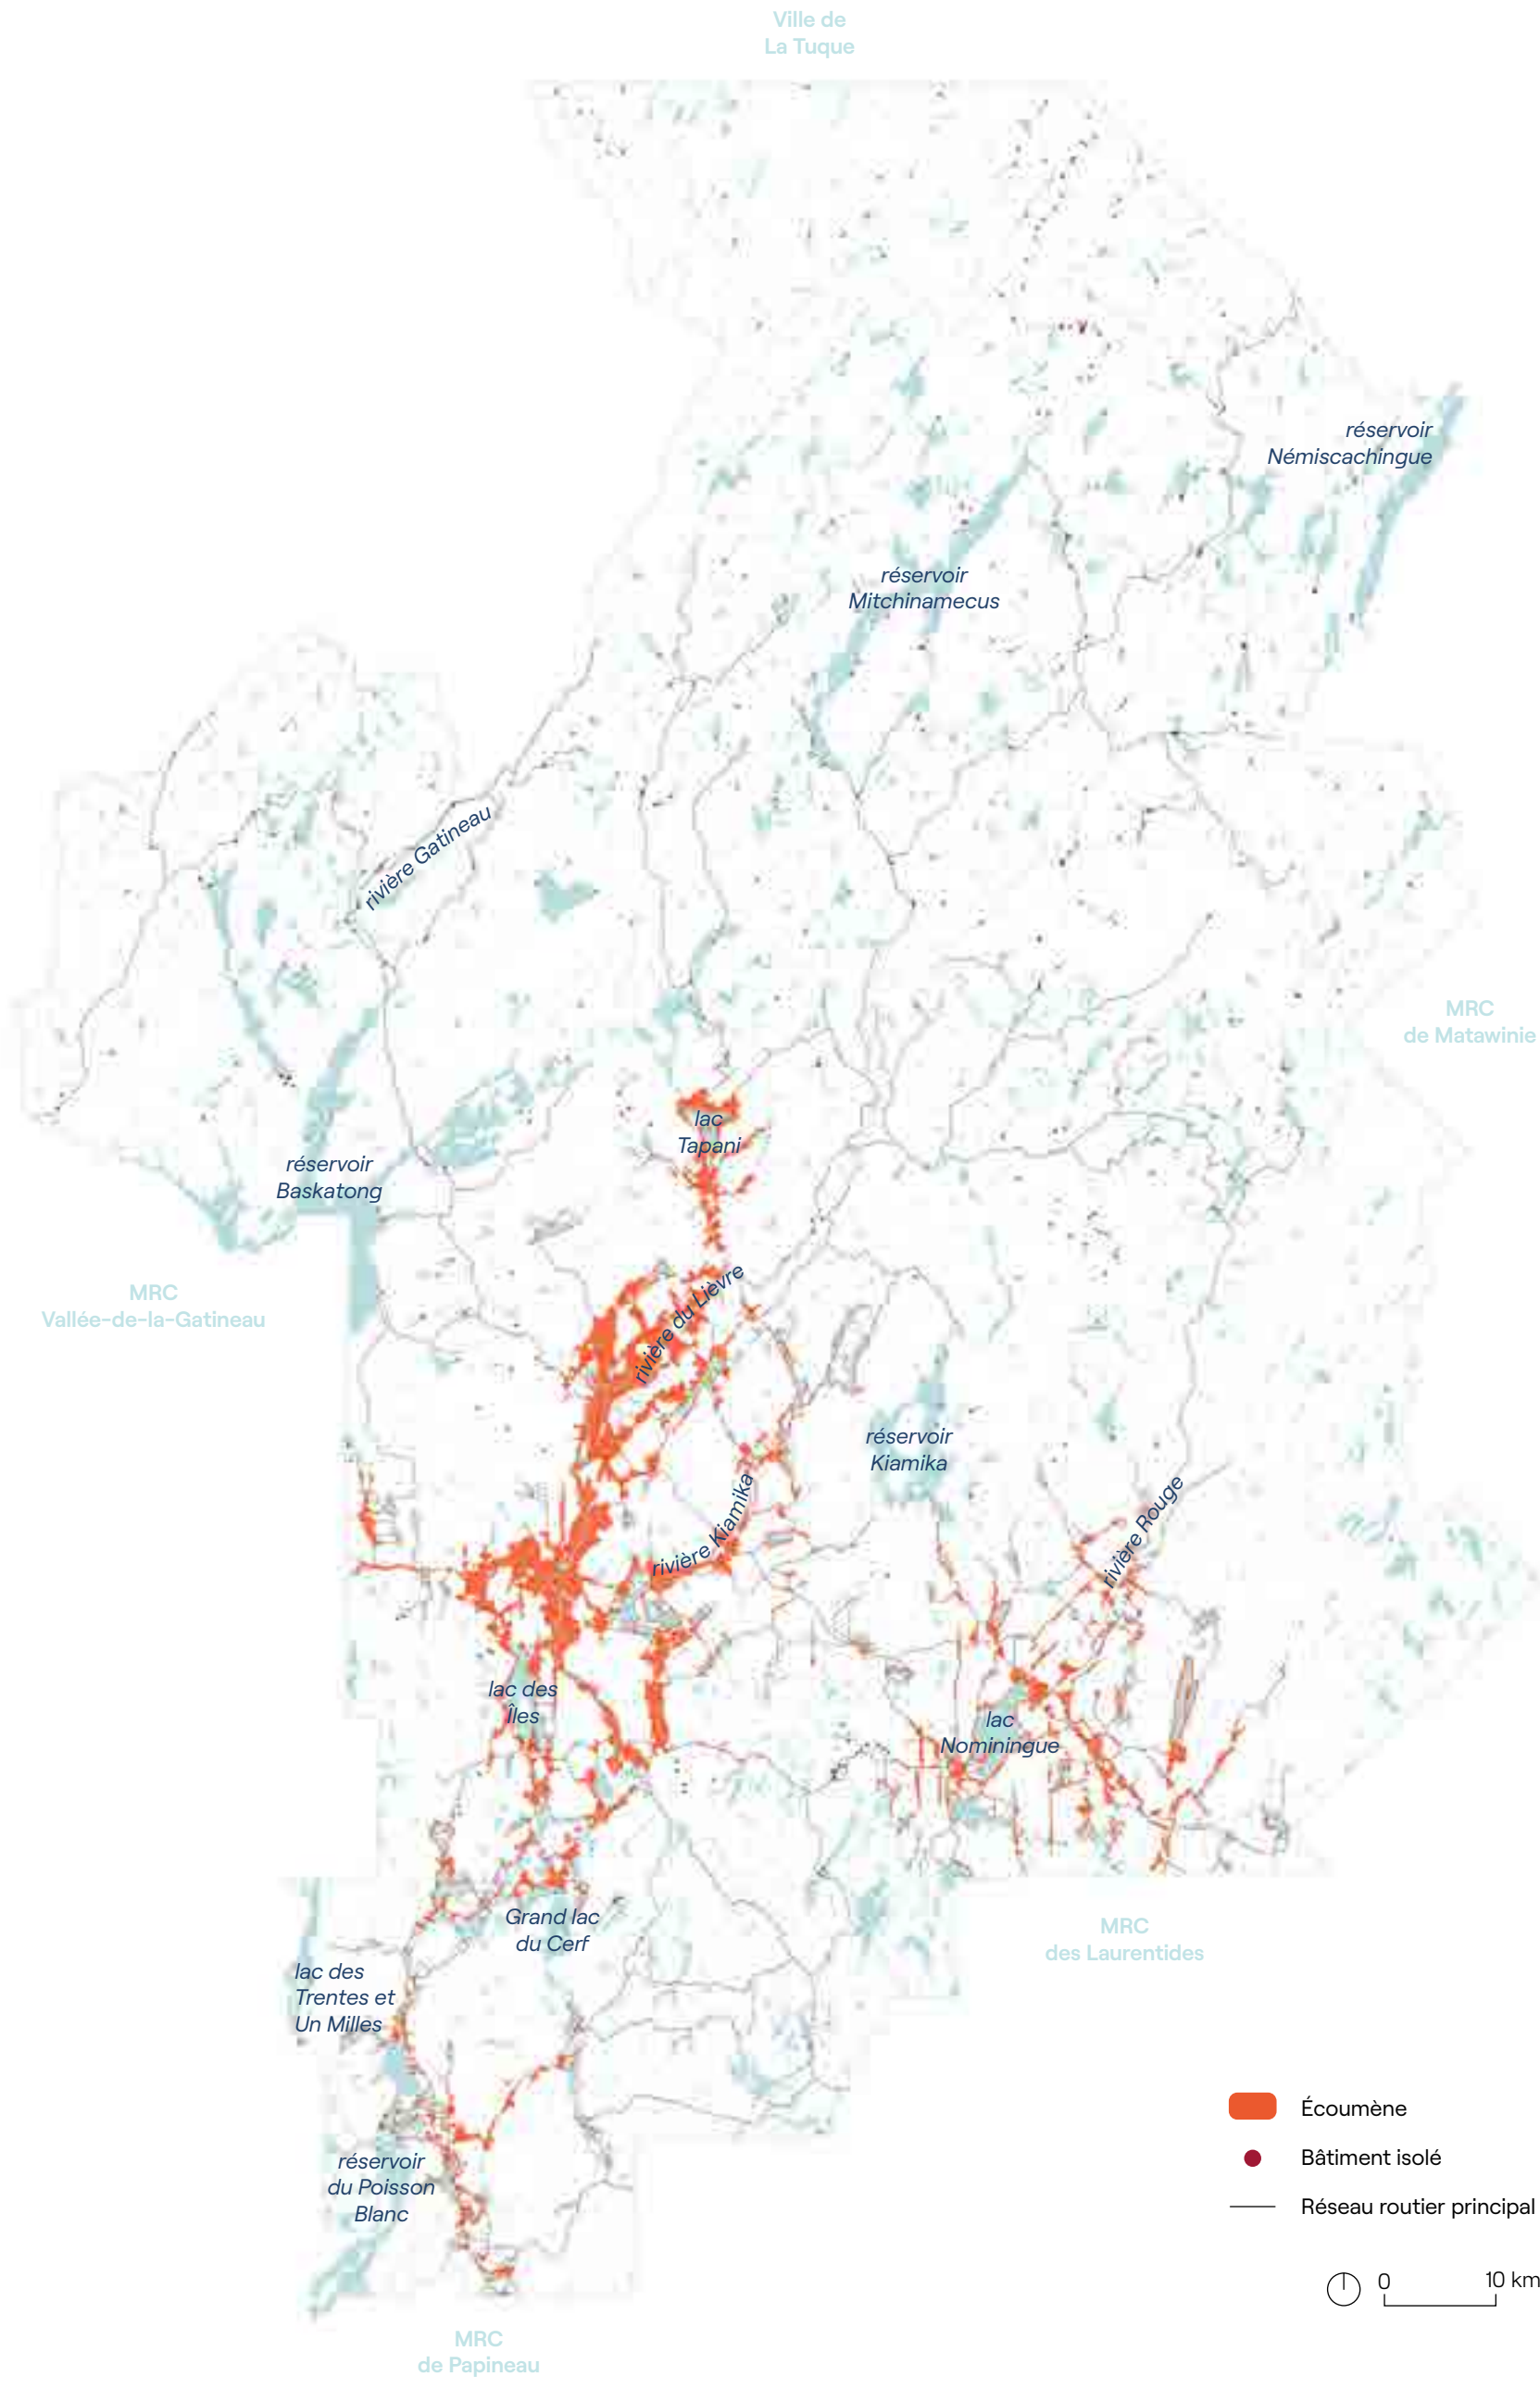 Ville de
La Tuque
réservoir
Némiscachingue
réservoir
Mitchinamecus
rivière Gatineau
MRC
de Matawinie
lac
Tapani
réservoir
Baskatong
MRC
Vallée-de-la-Gatineau
rivière du Lièvre
réservoir
Kiamika
rivière Kiamika
rivière Rouge
lac des
Îles
lac
Nominingue
Grand lac
du Cerf
MRC
des Laurentides
lac des
Trentes et
Un Milles
réservoir
du Poisson
Blanc
Écoumène
Bâtiment isolé
Réseau routier principal
0 10 km
MRC
de Papineau